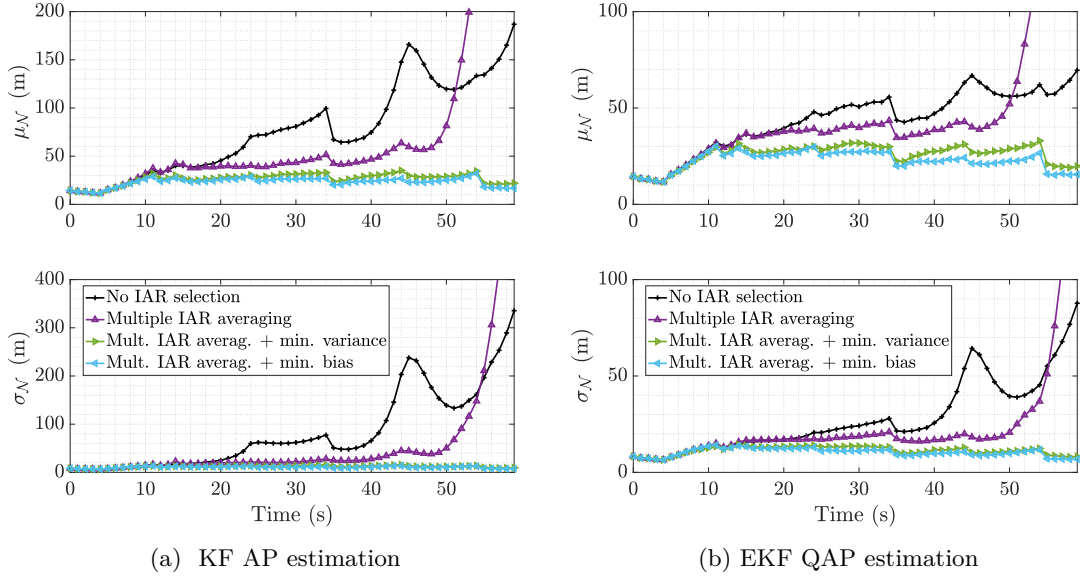 200
150
100
50
0
μ_𝒩 (m)
0
10
20
30
40
50
100
50
0
μ_𝒩 (m)
0
10
20
30
40
50
400
300
200
100
0
σ_𝒩 (m)
No IAR selection
Multiple IAR averaging
Mult. IAR averag. + min. variance
Mult. IAR averag. + min. bias
0
10
20
30
40
50
Time (s)
100
50
0
σ_𝒩 (m)
No IAR selection
Multiple IAR averaging
Mult. IAR averag. + min. variance
Mult. IAR averag. + min. bias
0
10
20
30
40
50
Time (s)
(a) KF AP estimation
(b) EKF QAP estimation